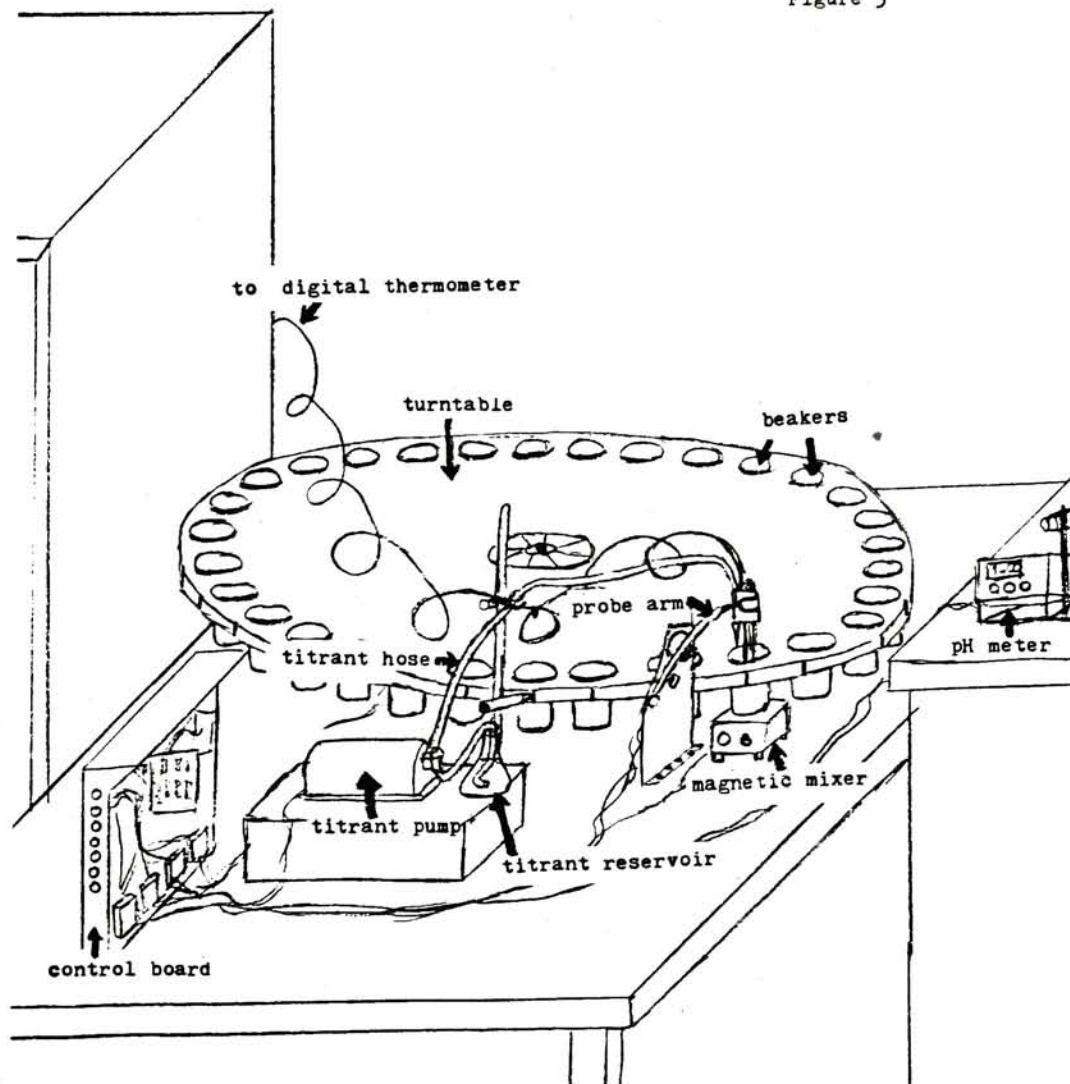 Figure 5
to digital thermometer
turntable
beakers
probe arm
titrant hose
pH meter
magnetic mixer
titrant pump
titrant reservoir
control board